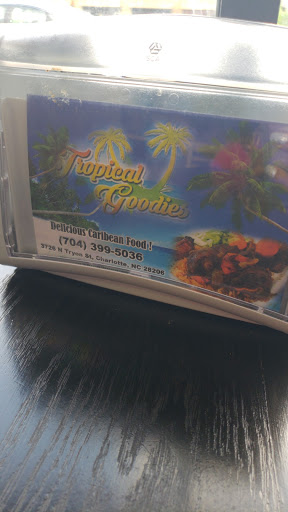 Tropical
Goodies
Delicious Caribean Food!
(704) 399-5036
3726 N Tryon St, Charlotte, NC 28206